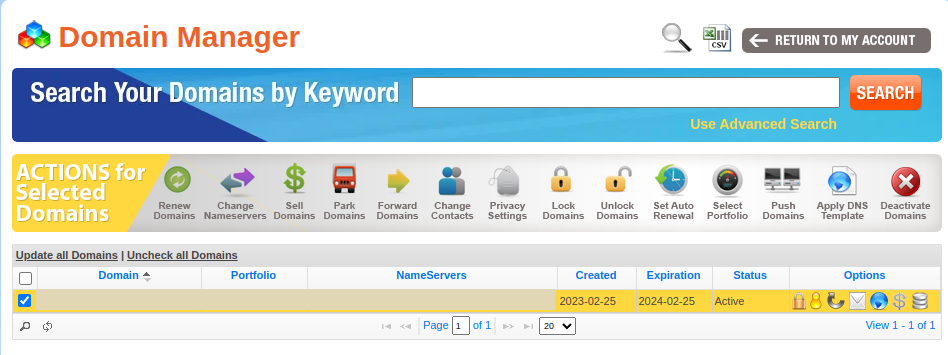 Domain Manager
CSV
RETURN TO MY ACCOUNT
Search Your Domains by Keyword
SEARCH
Use Advanced Search
ACTIONS for
Selected
Domains
Renew
Domains
Change
Nameservers
Sell
Domains
Park
Domains
Forward
Domains
Change
Contacts
Privacy
Settings
Lock
Domains
Unlock
Domains
Set Auto
Renewal
Select
Portfolio
Push
Domains
Apply DNS
Template
Deactivate
Domains
Update all Domains | Uncheck all Domains
Domain Portfolio NameServers Created Expiration Status Options
2023-02-25 2024-02-25 Active
Page 1 of 1 20 View 1 - 1 of 1